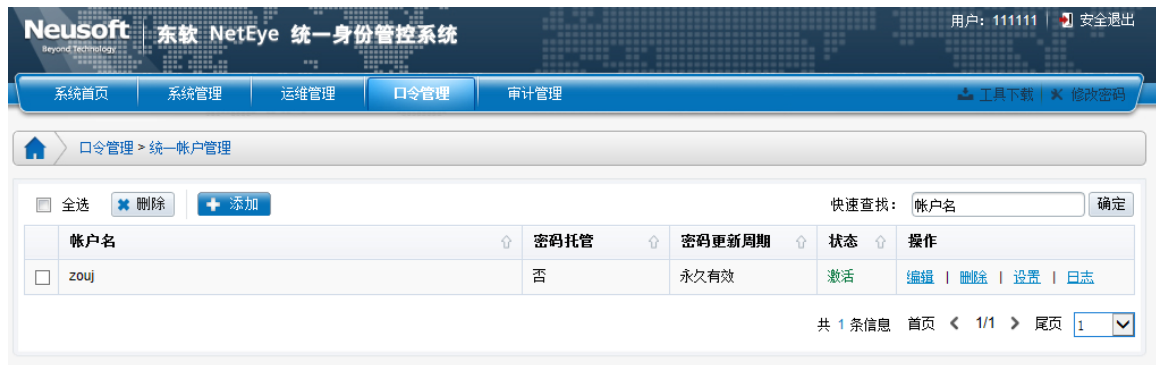 Neusoft 东软 NetEye 统一身份管控系统 用户：111111 | 安全退出
Beyond Technology
系统首页 系统管理 运维管理 口令管理 审计管理 工具下载 | 修改密码
口令管理 > 统一帐户管理
全选 删除 添加 快速查找： 帐户名 确定
帐户名 密码托管 密码更新周期 状态 操作
zouj 否 永久有效 激活 编辑 | 删除 | 设置 | 日志
共 1 条信息 首页 1/1 尾页 1